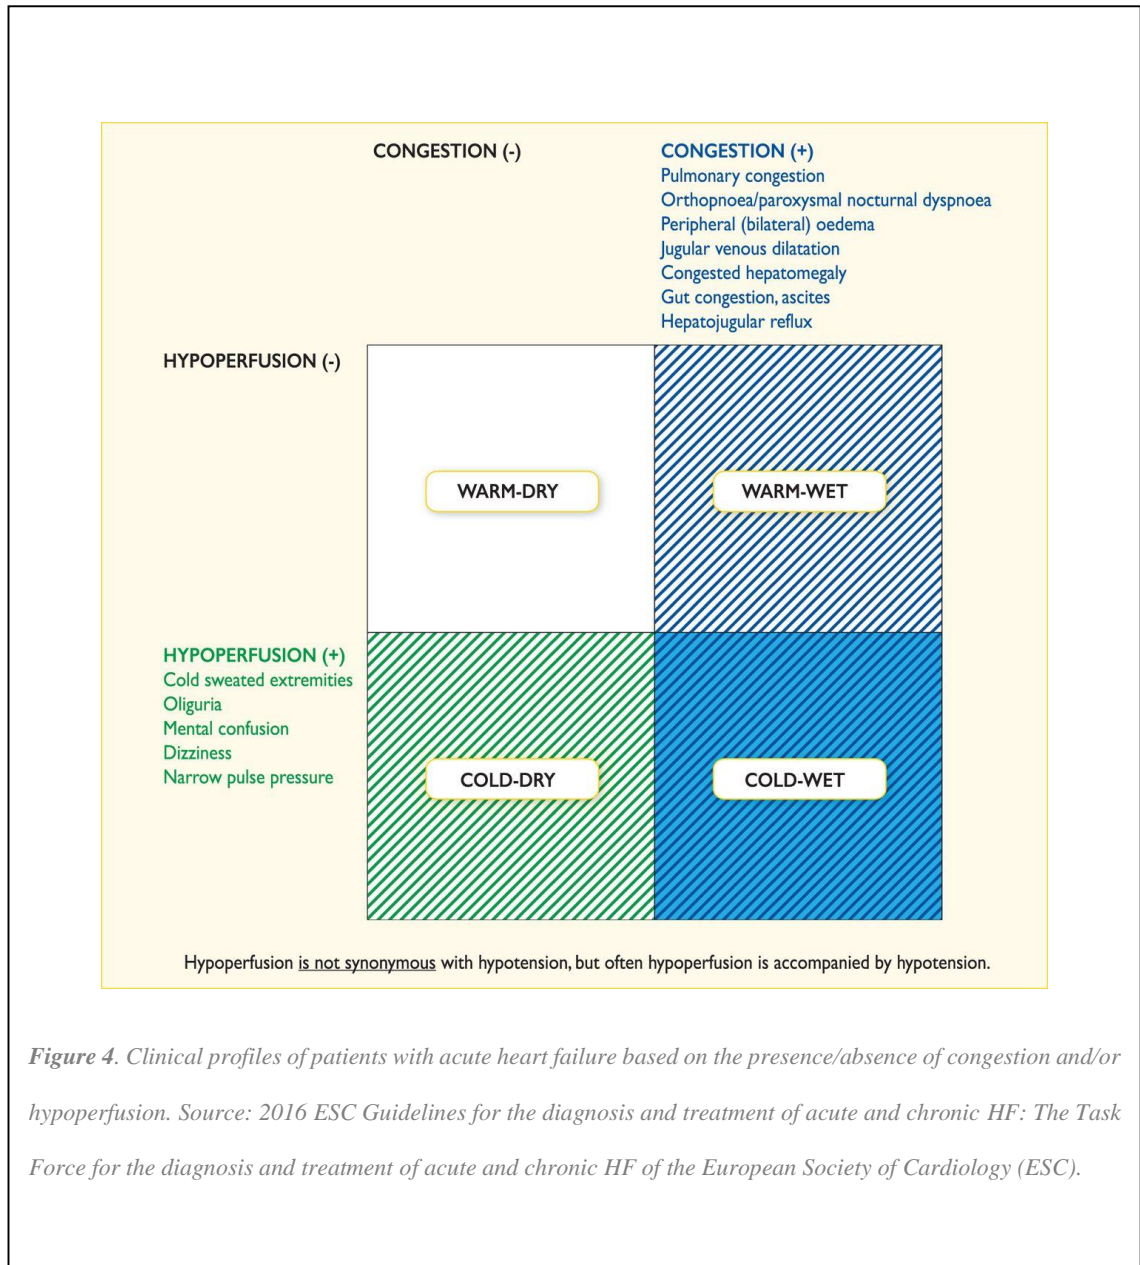 CONGESTION (-)
CONGESTION (+)
Pulmonary congestion
Orthopnoea/paroxysmal nocturnal dyspnoea
Peripheral (bilateral) oedema
Jugular venous dilatation
Congested hepatomegaly
Gut congestion, ascites
Hepatojugular reflux
HYPOPERFUSION (-)
WARM-DRY
WARM-WET
HYPOPERFUSION (+)
Cold sweated extremities
Oliguria
Mental confusion
Dizziness
Narrow pulse pressure
COLD-DRY
COLD-WET
Hypoperfusion is not synonymous with hypotension, but often hypoperfusion is accompanied by hypotension.
Figure 4. Clinical profiles of patients with acute heart failure based on the presence/absence of congestion and/or
hypoperfusion. Source: 2016 ESC Guidelines for the diagnosis and treatment of acute and chronic HF: The Task
Force for the diagnosis and treatment of acute and chronic HF of the European Society of Cardiology (ESC).